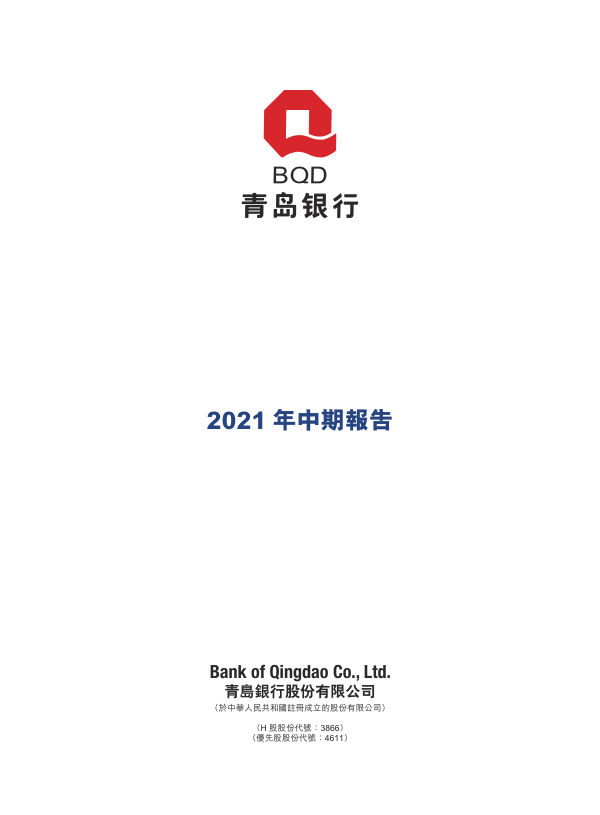 BQD
青岛银行
2021 年中期報告
Bank of Qingdao Co., Ltd.
青島銀行股份有限公司
（於中華人民共和國註冊成立的股份有限公司）
（H 股股份代號：3866）
（優先股股份代號：4611）